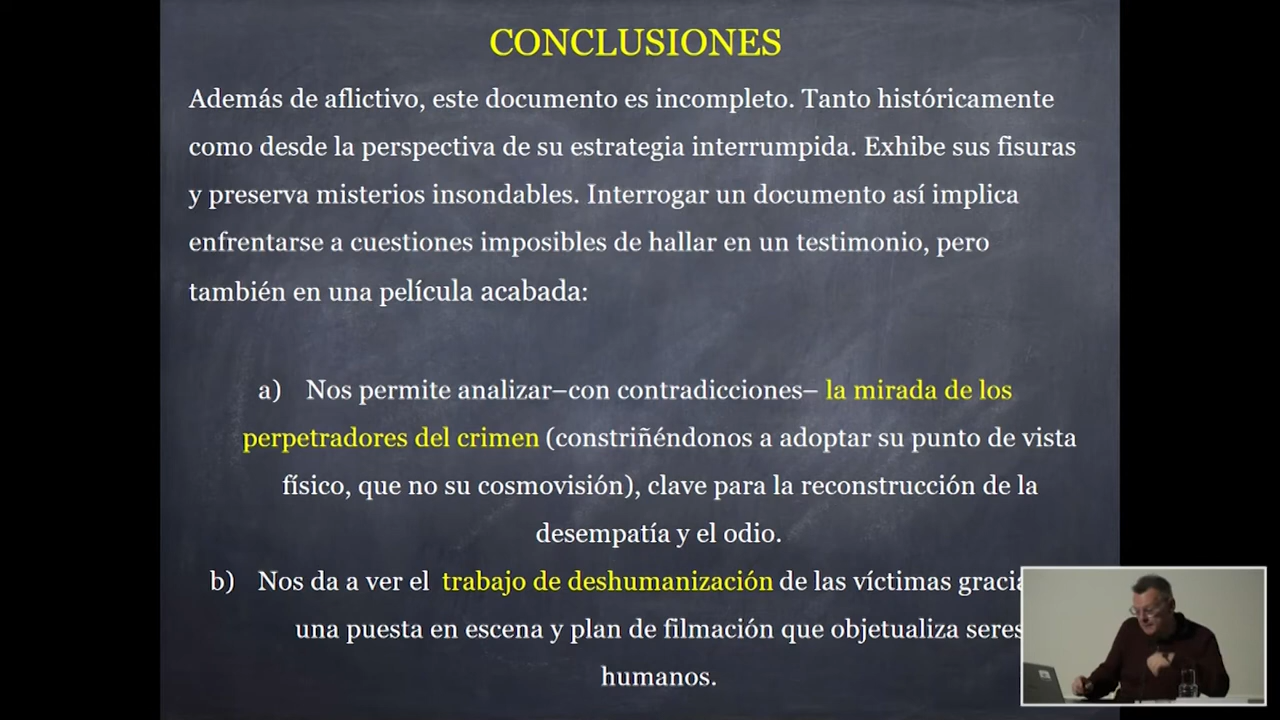 CONCLUSIONES
Además de aflictivo, este documento es incompleto. Tanto históricamente
como desde la perspectiva de su estrategia interrumpida. Exhibe sus fisuras
y preserva misterios insondables. Interrogar un documento así implica
enfrentarse a cuestiones imposibles de hallar en un testimonio, pero
también en una película acabada:
a) Nos permite analizar–con contradicciones– la mirada de los
perpetradores del crimen (constriñéndonos a adoptar su punto de vista
físico, que no su cosmovisión), clave para la reconstrucción de la
desempatía y el odio.
b) Nos da a ver el trabajo de deshumanización de las víctimas
una puesta en escena y plan de filmación que objetualiza seres
humanos.